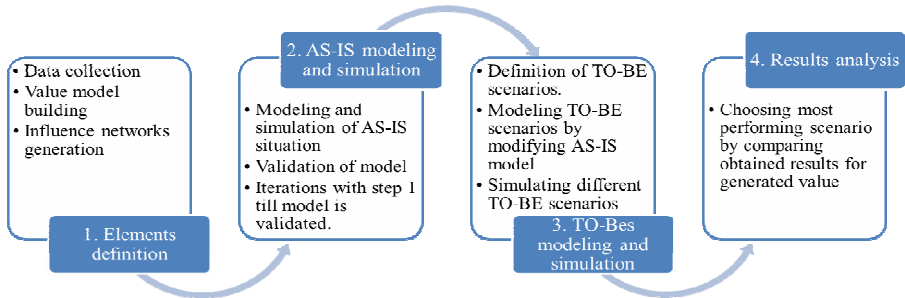 • Data collection
• Value model
building
• Influence networks
generation
1. Elements
definition
2. AS-IS modeling
and simulation
• Modeling and
simulation of AS-IS
situation
• Validation of model
• Iterations with step 1
till model is
validated.
• Definition of TO-BE
scenarios.
• Modeling TO-BE
scenarios by
modifying AS-IS
model
• Simulating different
TO-BE scenarios
3. TO-Bes
modeling and
simulation
4. Results analysis
• Choosing most
performing scenario
by comparing
obtained results for
generated value